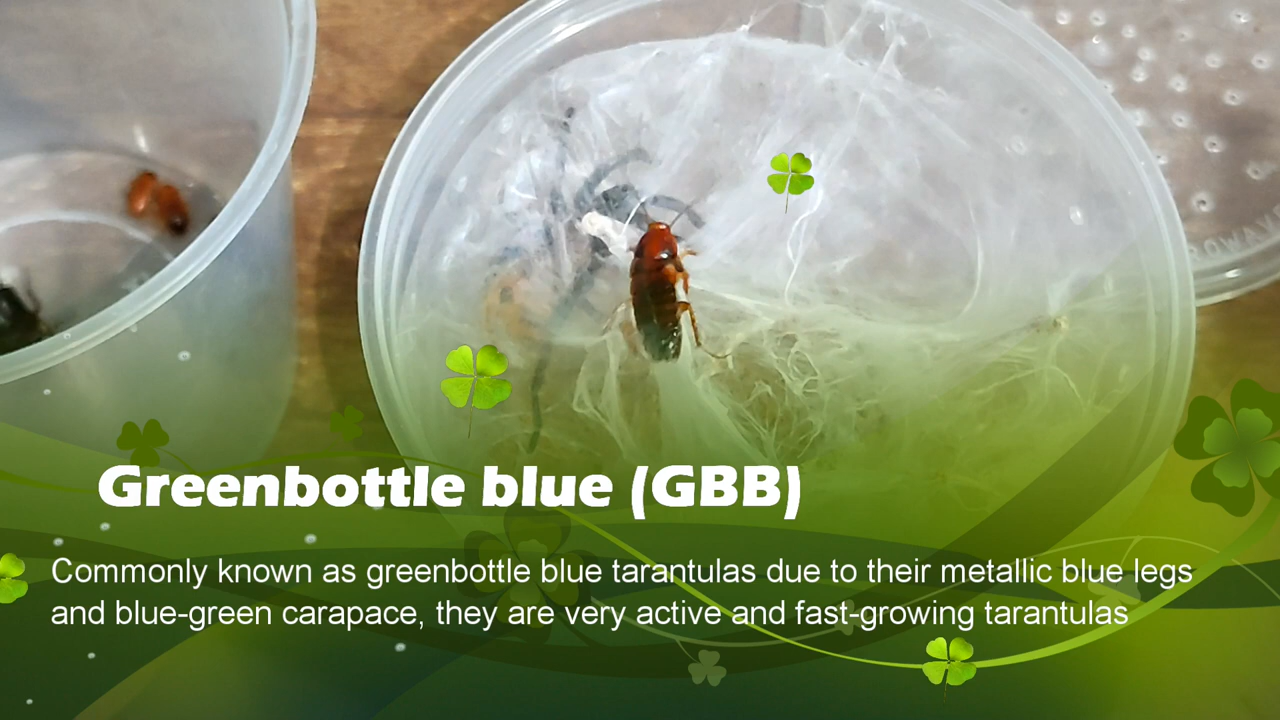 Greenbottle blue (GBB)
Commonly known as greenbottle blue tarantulas due to their metallic blue legs
and blue-green carapace, they are very active and fast-growing tarantulas